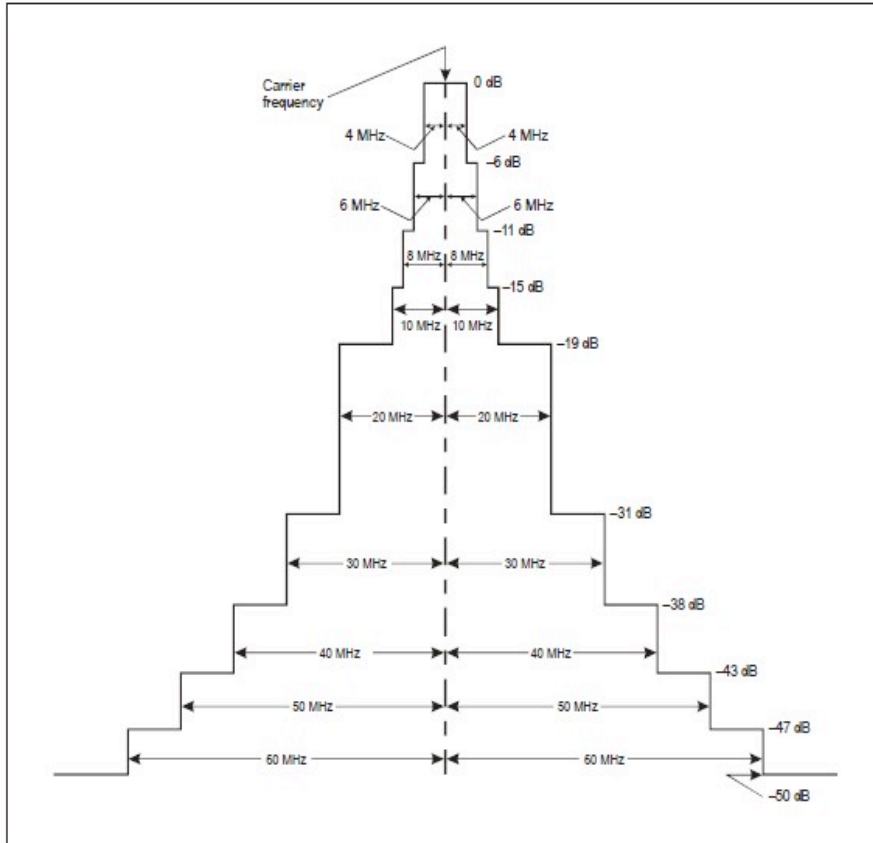 0 dB
Carrier
frequency
4 MHz 4 MHz
–6 dB
6 MHz 6 MHz
–11 dB
8 MHz 8 MHz
–15 dB
10 MHz 10 MHz
–19 dB
20 MHz 20 MHz
–31 dB
30 MHz 30 MHz
–38 dB
40 MHz 40 MHz
–43 dB
50 MHz 50 MHz
–47 dB
60 MHz 60 MHz
–50 dB